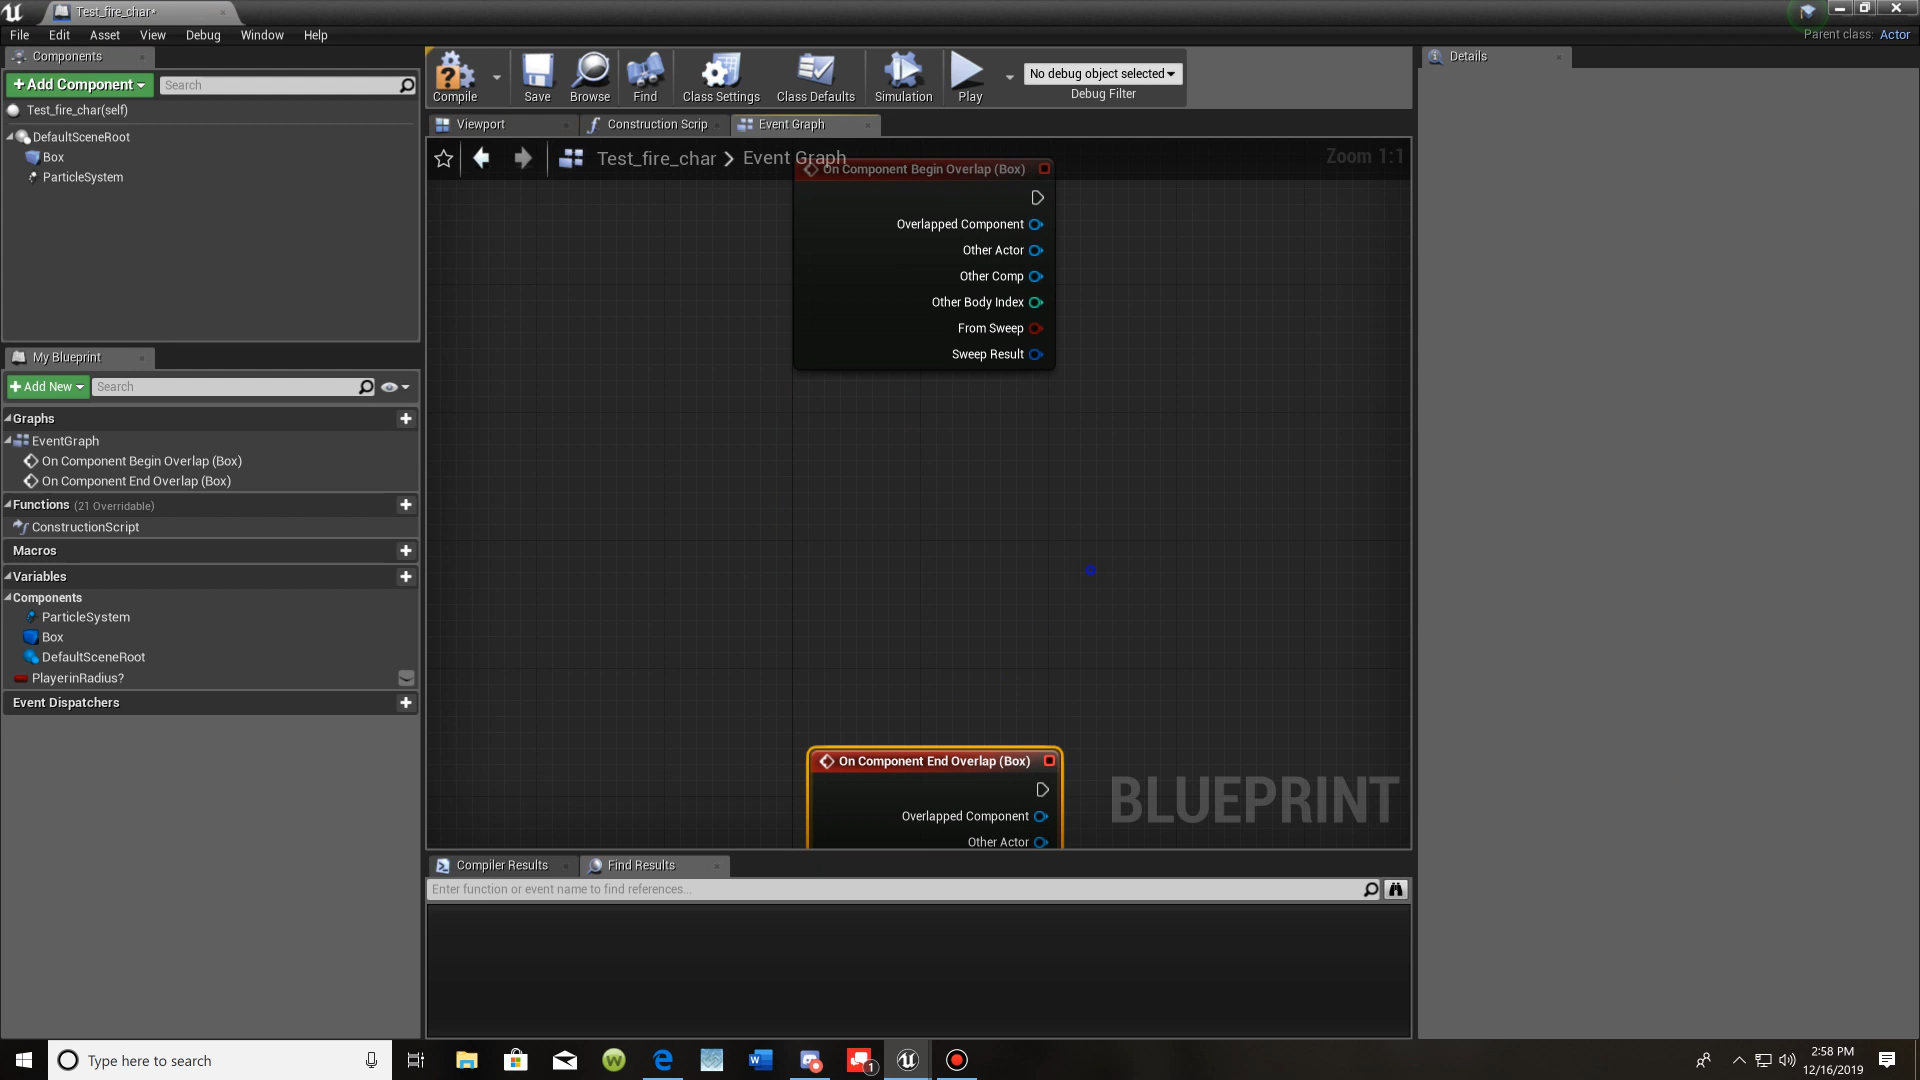 Test_fire_char*
File Edit Asset View Debug Window Help
Parent class: Actor
Components
Add Component
Search
Test_fire_char(self)
DefaultSceneRoot
Box
ParticleSystem
My Blueprint
Add New
Search
Graphs
EventGraph
On Component Begin Overlap (Box)
On Component End Overlap (Box)
Functions (21 Overridable)
ConstructionScript
Macros
Variables
Components
ParticleSystem
Box
DefaultSceneRoot
PlayerinRadius?
Event Dispatchers
Compile Save Browse Find Class Settings Class Defaults Simulation Play
No debug object selected
Debug Filter
Viewport Construction Scrip Event Graph
Test_fire_char > Event Graph
Zoom 1:1
On Component Begin Overlap (Box)
Overlapped Component
Other Actor
Other Comp
Other Body Index
From Sweep
Sweep Result
On Component End Overlap (Box)
Overlapped Component
Other Actor
BLUEPRINT
Compiler Results Find Results
Enter function or event name to find references...
Details
Type here to search
W
W
1
2:58 PM
12/16/2019